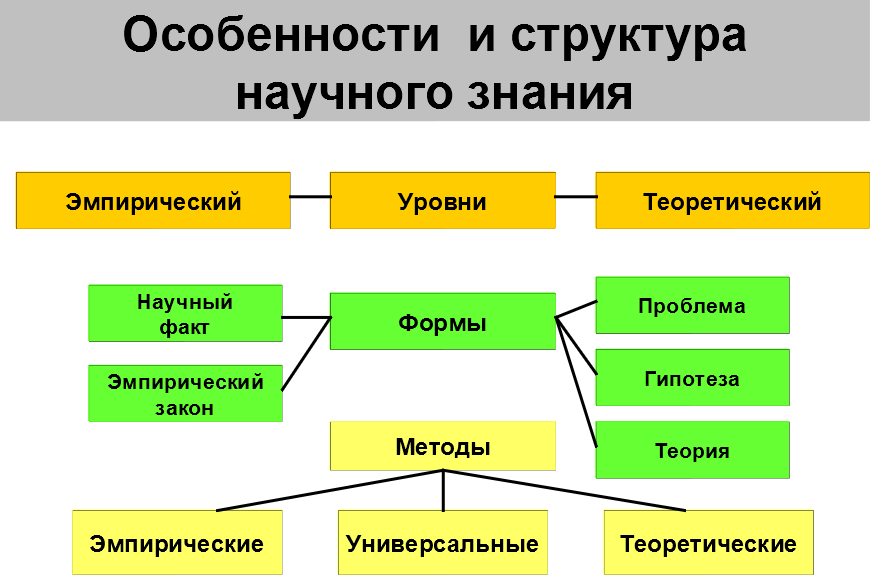 Особенности и структура
научного знания
Эмпирический
Уровни
Теоретический
Научный
факт
Эмпирический
закон
Формы
Проблема
Гипотеза
Теория
Методы
Эмпирические
Универсальные
Теоретические